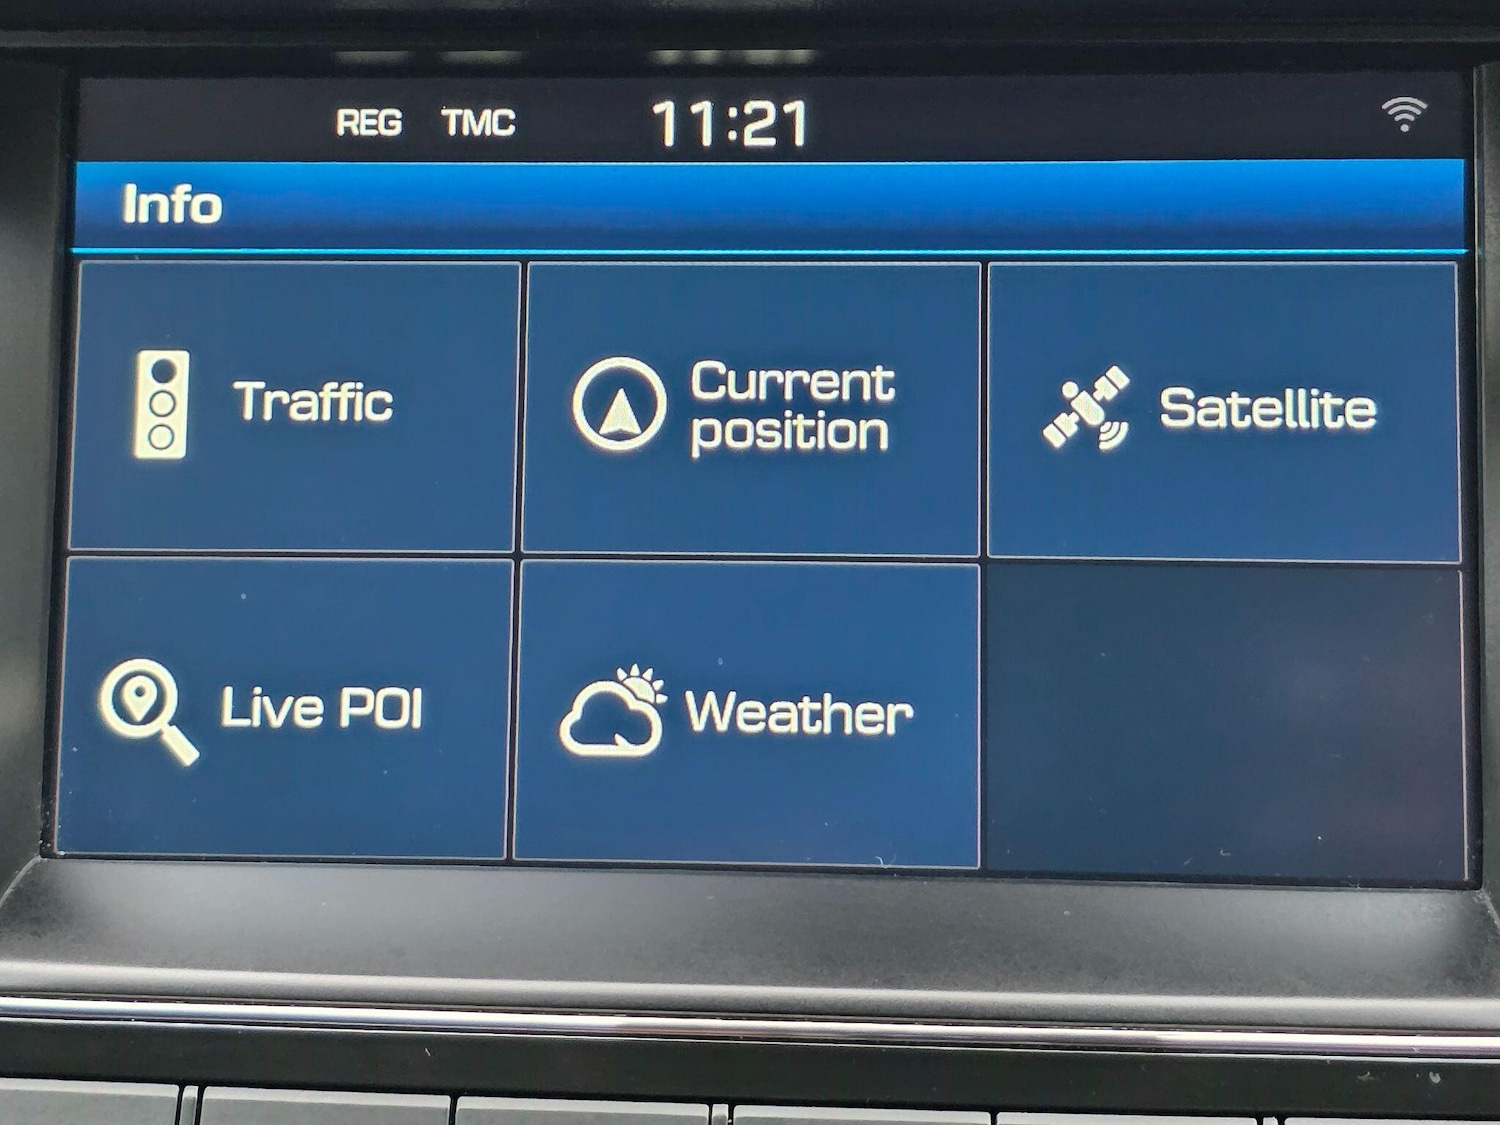 REG TMC 11:21
Info
Traffic
Current
position
Satellite
Live POI
Weather